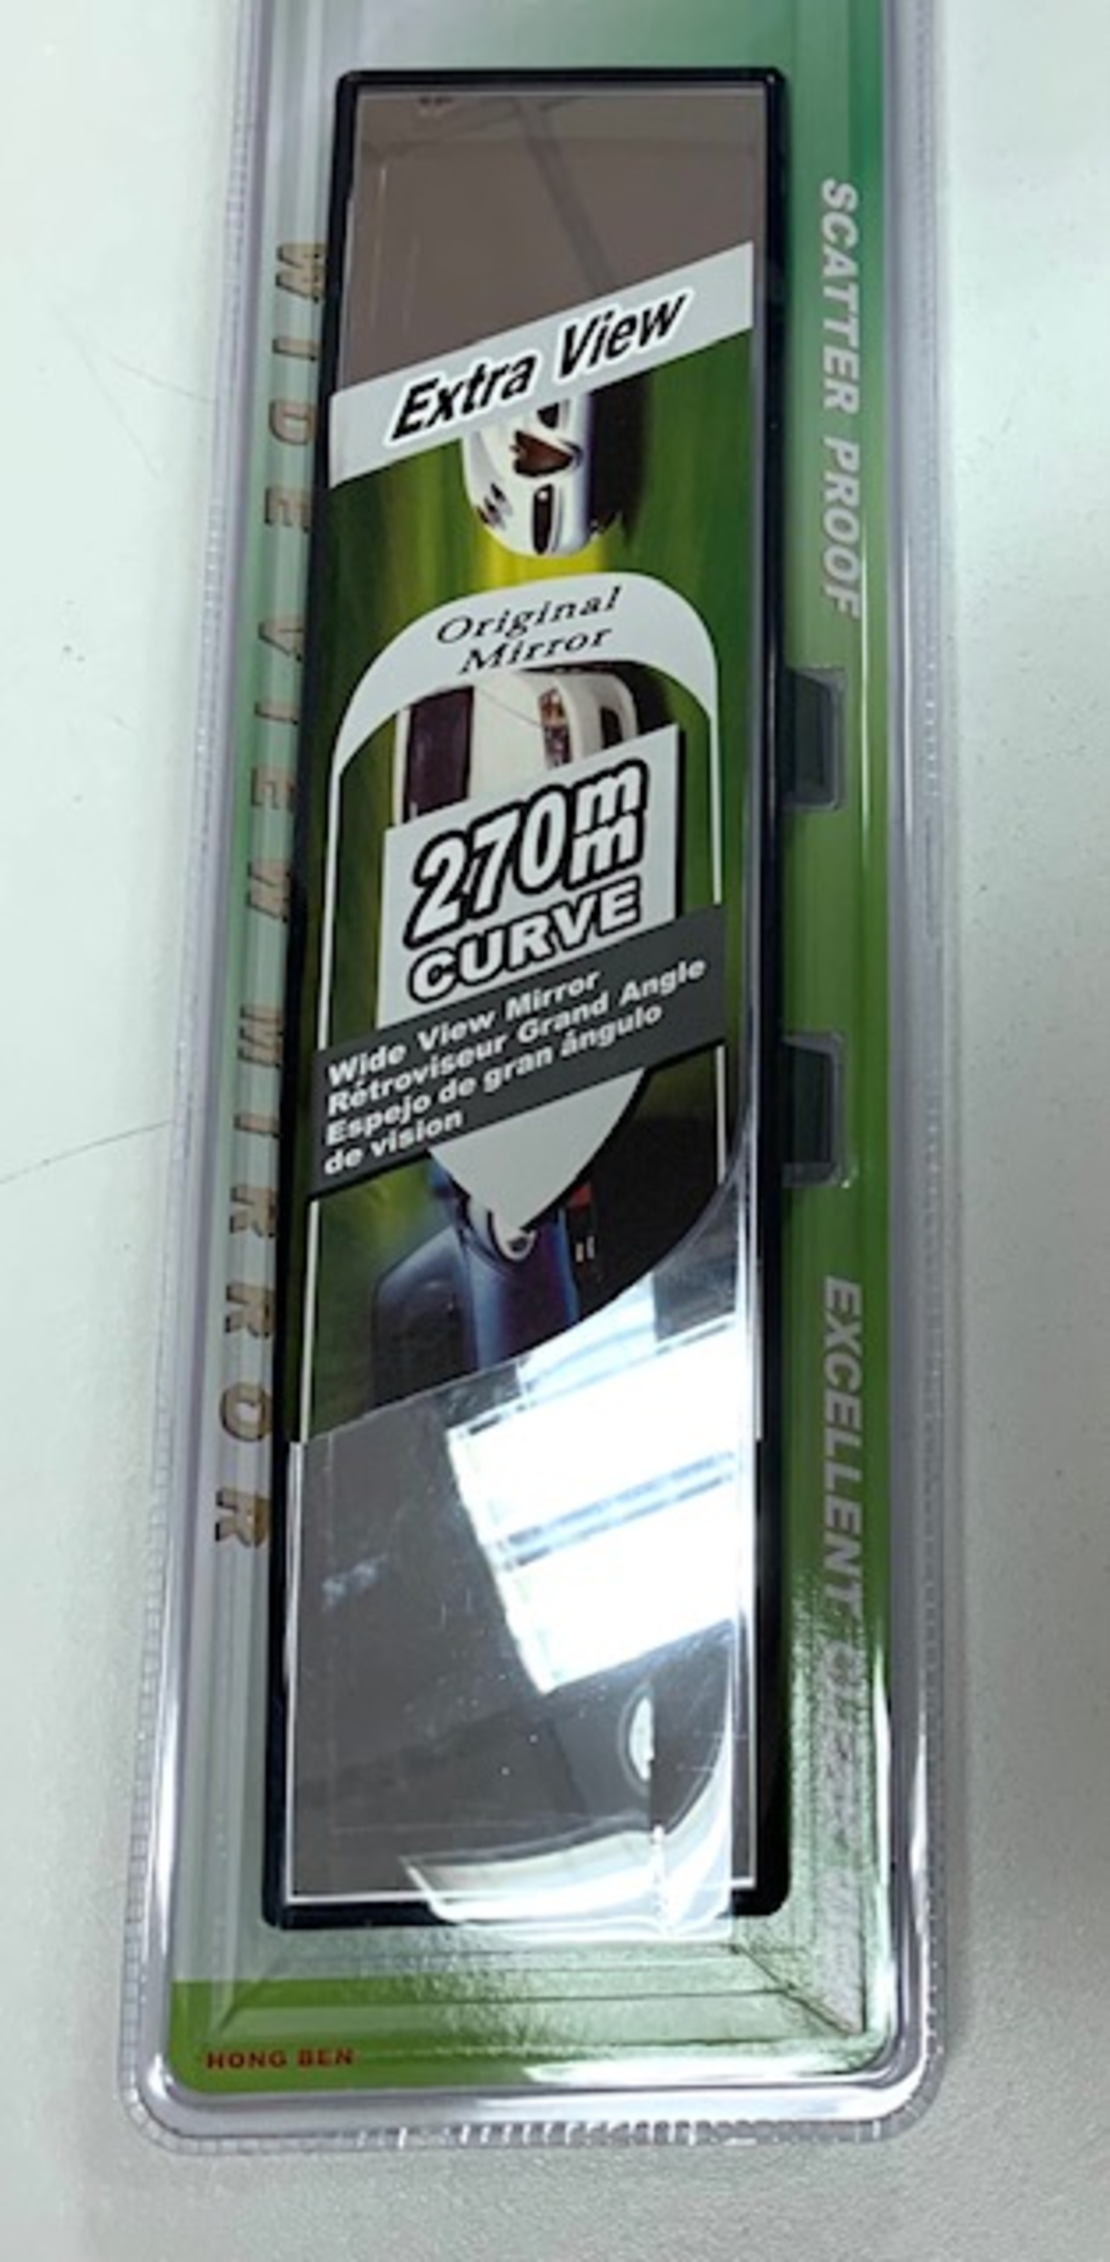 WIDE VIEW MIRROR
SCATTER PROOF
Extra View
Original
Mirror
270mm
CURVE
Wide View Mirror
Rétroviseur Grand Angle
Espejo de gran ángulo
de vision
EXCELLENT
HONG BEN